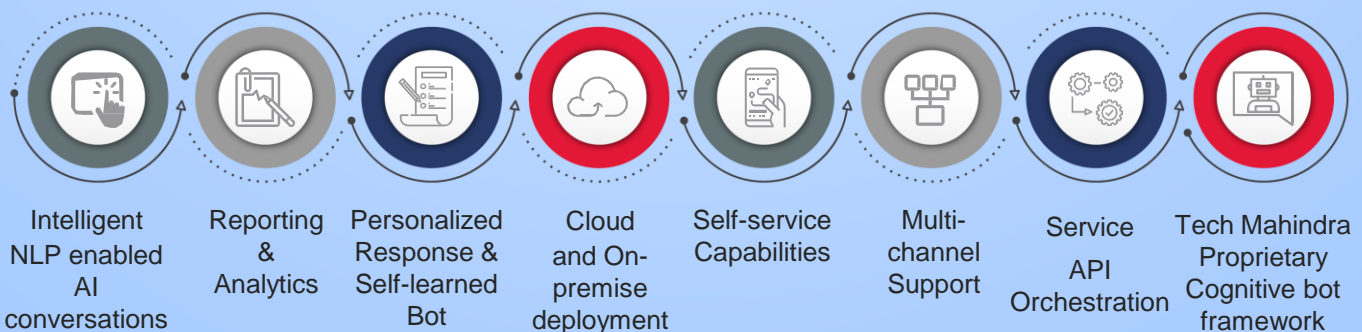 Intelligent
NLP enabled
AI
conversations
Reporting
&
Analytics
Personalized
Response &
Self-learned
Bot
Cloud
and On-
premise
deployment
Self-service
Capabilities
Multi-
channel
Support
Service
API
Orchestration
Tech Mahindra
Proprietary
Cognitive bot
framework